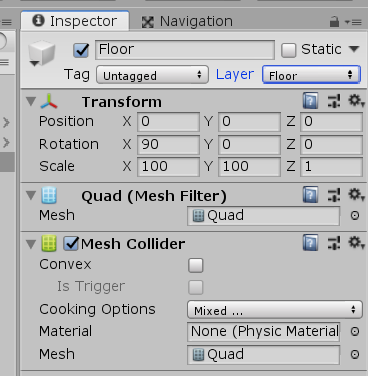 Inspector Navigation
Floor Static
Tag Untagged Layer Floor
Transform
Position X 0 Y 0 Z 0
Rotation X 90 Y 0 Z 0
Scale X 100 Y 100 Z 1
Quad (Mesh Filter)
Mesh Quad
Mesh Collider
Convex
Is Trigger
Cooking Options Mixed ...
Material None (Physic Material
Mesh Quad